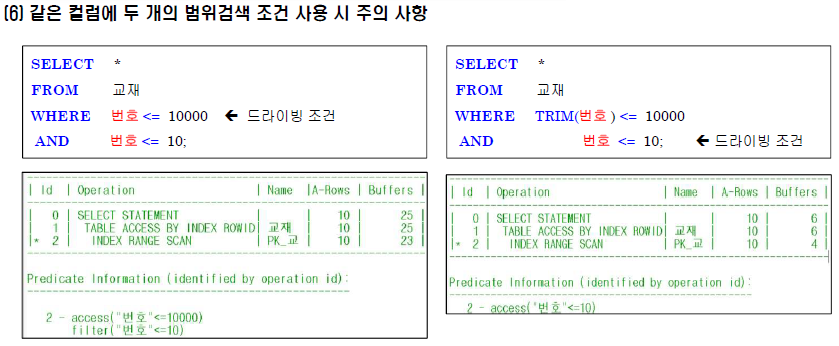 (6) 같은 컬럼에 두 개의 범위검색 조건 사용 시 주의 사항
SELECT *
FROM 교재
WHERE 번호 <= 10000 ← 드라이빙 조건
AND 번호 <= 10;
| Id | Operation | Name |A-Rows | Buffers |
| 0 | SELECT STATEMENT | | 10 | 25 |
| 1 | TABLE ACCESS BY INDEX ROWID| 교재 | 10 | 25 |
|* 2 | INDEX RANGE SCAN | PK_교 | 10 | 23 |
Predicate Information (identified by operation id):
2 - access("번호"<=10000)
filter("번호"<=10)
SELECT *
FROM 교재
WHERE TRIM(번호 ) <= 10000
AND 번호 <= 10; ← 드라이빙 조건
| Id | Operation | Name | A-Rows | Buffers |
| 0 | SELECT STATEMENT | | 10 | 6 |
| 1 | TABLE ACCESS BY INDEX ROWID| 교재 | 10 | 6 |
|* 2 | INDEX RANGE SCAN | PK_교 | 10 | 4 |
Predicate Information (identified by operation id):
2 - access("번호"<=10)